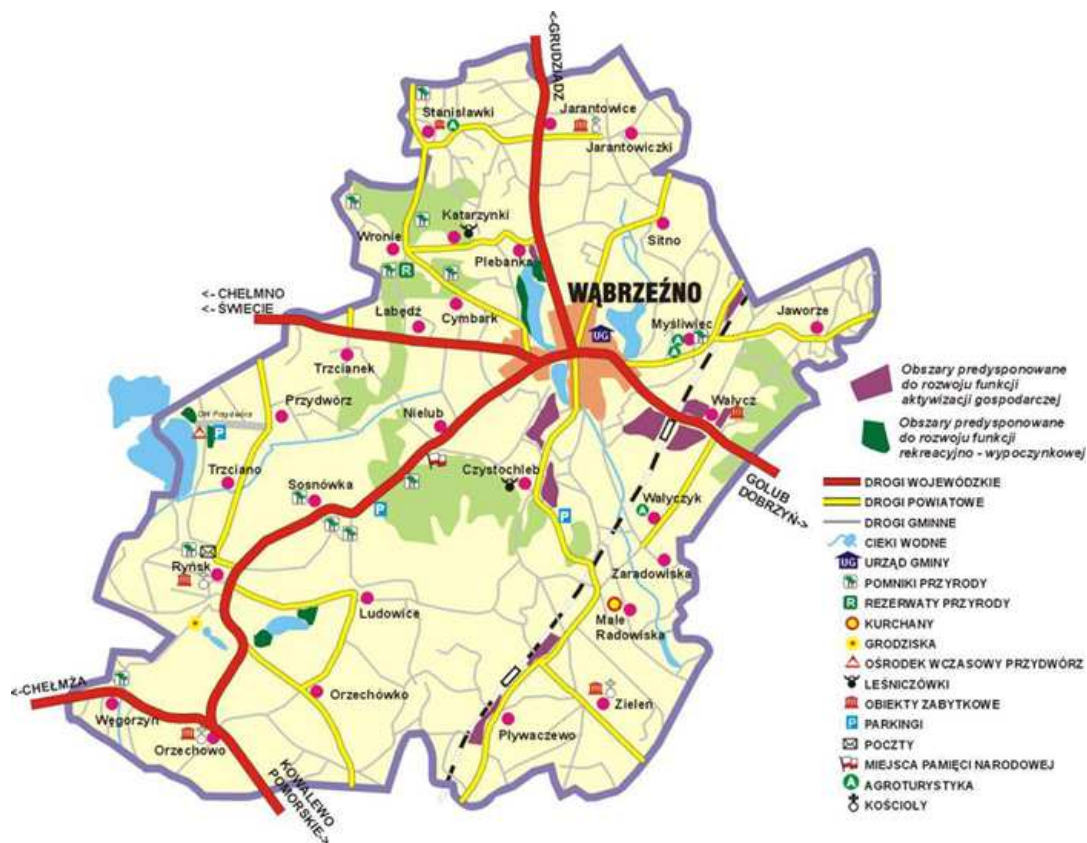 <-GRUDZIADZ
Stanisławki
A
Jarantowice
Jarantowiczki
Katarzynki
Wronie
R
Plebanka
Sitno
<- CHEŁMNO
<- ŚWIECIE
WĄBRZEŹNO
Łabędź
Cymbark
UG
Myśliwiec
A
A
Jaworze
Trzcianek
Przydwórz
P
Nielub
Wałycz
Trzciano
Czystochleb
Sosnówka
P
P
Wałyczyk
A
GOLUB
DOBRZYŃ->
Ryńsk
Zaradowiska
Ludowice
Małe
Radowiska
<-CHEŁMŻA
Węgorzyn
Orzechówko
Zieleń
Orzechowo
Pływaczewo
KOWALEWO
POMORSKIE->
Obszary predysponowane
do rozwoju funkcji
aktywizacji gospodarczej
Obszary predysponowane
do rozwoju funkcji
rekreacyjno - wypoczynkowej
DROGI WOJEWÓDZKIE
DROGI POWIATOWE
DROGI GMINNE
CIEKI WODNE
UG URZĄD GMINY
POMNIKI PRZYRODY
R REZERWATY PRZYRODY
KURCHANY
GRODZISKA
OŚRODEK WCZASOWY PRZYDWÓRZ
LEŚNICZÓWKI
OBIEKTY ZABYTKOWE
P PARKINGI
POCZTY
MIEJSCA PAMIĘCI NARODOWEJ
A AGROTURYSTYKA
KOŚCIOŁY